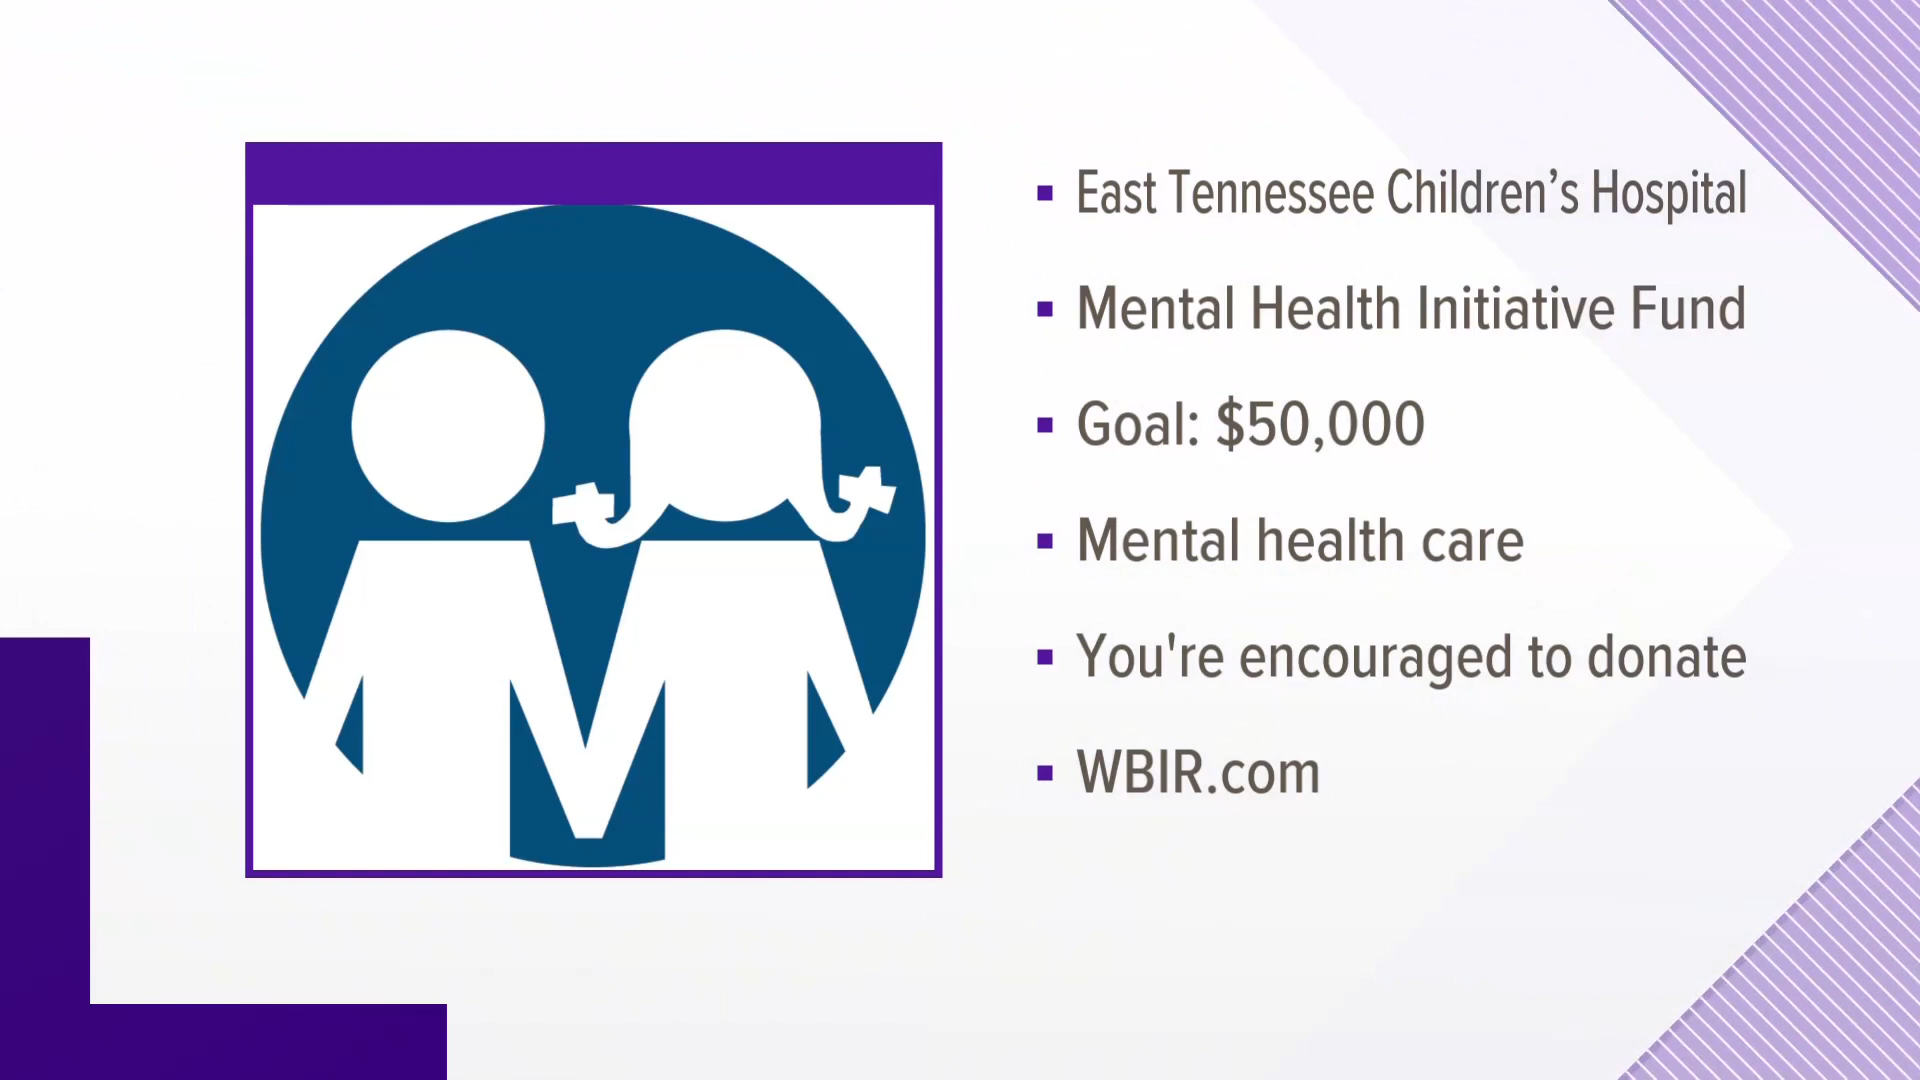 East Tennessee Children’s Hospital
Mental Health Initiative Fund
Goal: $50,000
Mental health care
You're encouraged to donate
WBIR.com